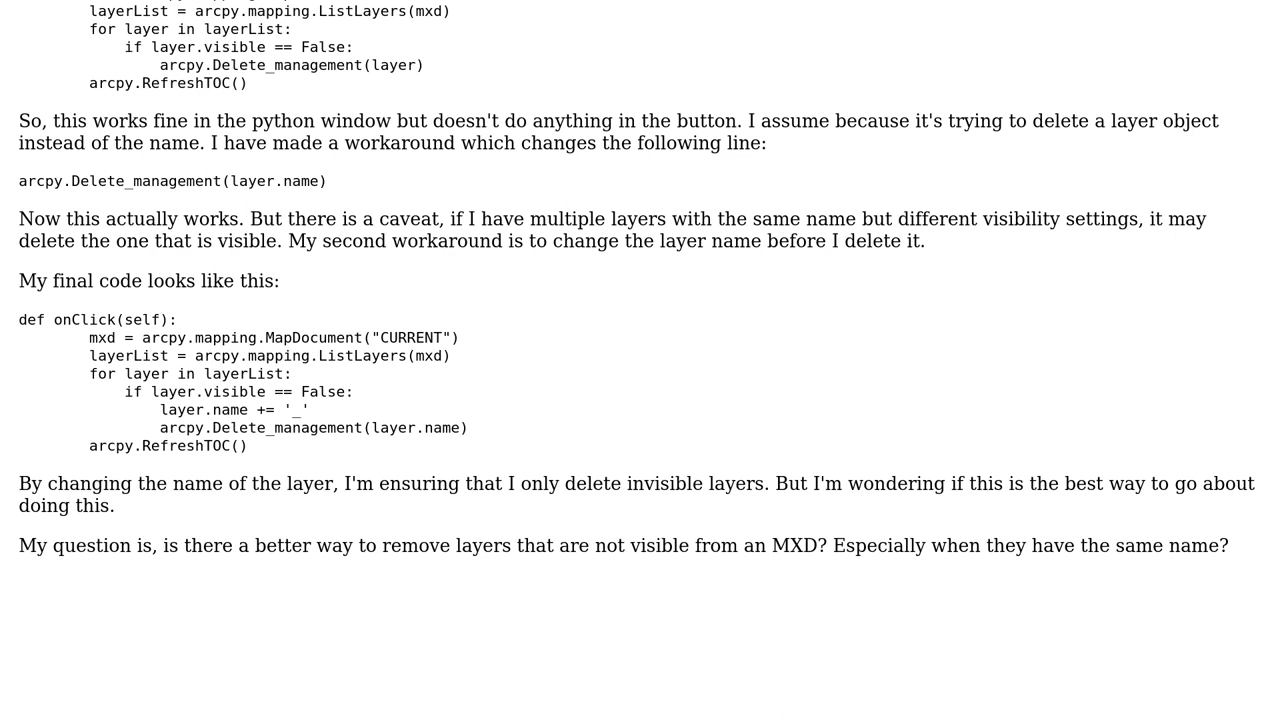 layerList = arcpy.mapping.ListLayers(mxd)
for layer in layerList:
if layer.visible == False:
arcpy.Delete_management(layer)
arcpy.RefreshTOC()
So, this works fine in the python window but doesn't do anything in the button. I assume because it's trying to delete a layer object
instead of the name. I have made a workaround which changes the following line:
arcpy.Delete_management(layer.name)
Now this actually works. But there is a caveat, if I have multiple layers with the same name but different visibility settings, it may
delete the one that is visible. My second workaround is to change the layer name before I delete it.
My final code looks like this:
def onClick(self):
mxd = arcpy.mapping.MapDocument("CURRENT")
layerList = arcpy.mapping.ListLayers(mxd)
for layer in layerList:
if layer.visible == False:
layer.name += '_'
arcpy.Delete_management(layer.name)
arcpy.RefreshTOC()
By changing the name of the layer, I'm ensuring that I only delete invisible layers. But I'm wondering if this is the best way to go about
doing this.
My question is, is there a better way to remove layers that are not visible from an MXD? Especially when they have the same name?